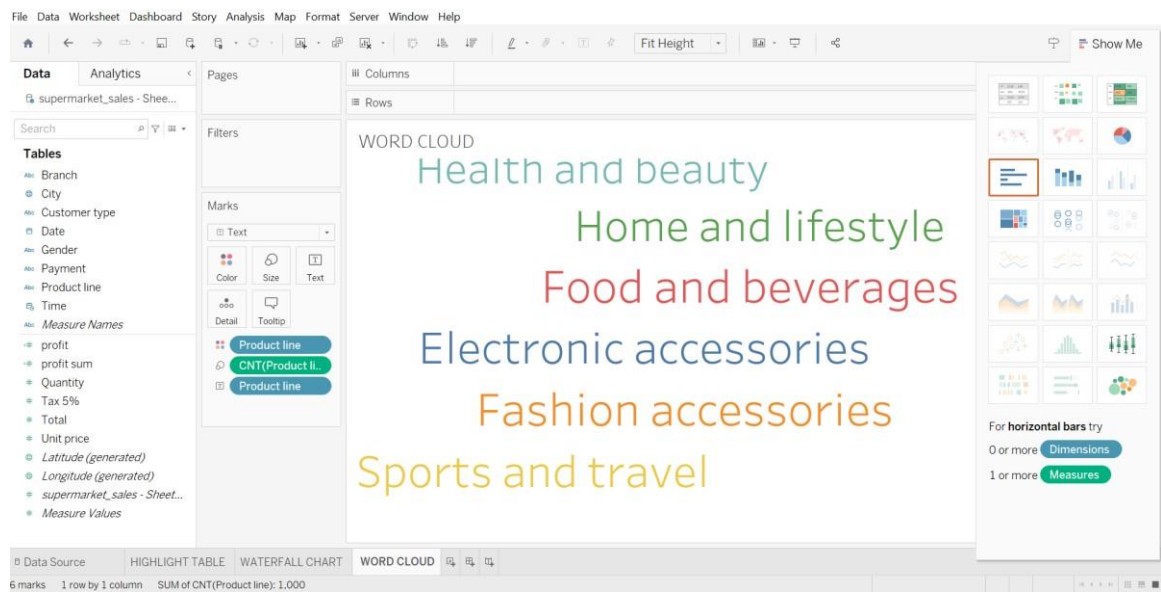 File Data Worksheet Dashboard Story Analysis Map Format Server Window Help
Fit Height
Show Me
Data Analytics
supermarket_sales - Shee...
Search
Tables
Abc Branch
City
Abc Customer type
Date
Abc Gender
Abc Payment
Abc Product line
Time
Abc Measure Names
profit
profit sum
Quantity
Tax 5%
Total
Unit price
Latitude (generated)
Longitude (generated)
supermarket_sales - Sheet...
Measure Values
Pages
Filters
Marks
Text
Color Size Text
Detail Tooltip
Product line
CNT(Product li..
Product line
Columns
Rows
WORD CLOUD
Health and beauty
Home and lifestyle
Food and beverages
Electronic accessories
Fashion accessories
Sports and travel
For horizontal bars try
0 or more Dimensions
1 or more Measures
Data Source HIGHLIGHT TABLE WATERFALL CHART WORD CLOUD
6 marks 1 row by 1 column SUM of CNT(Product line): 1,000